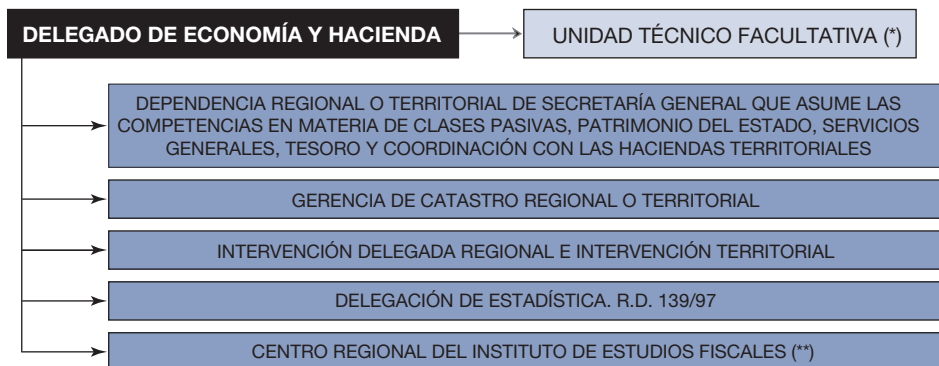 DELEGADO DE ECONOMÍA Y HACIENDA
UNIDAD TÉCNICO FACULTATIVA (*)
DEPENDENCIA REGIONAL O TERRITORIAL DE SECRETARÍA GENERAL QUE ASUME LAS
COMPETENCIAS EN MATERIA DE CLASES PASIVAS, PATRIMONIO DEL ESTADO, SERVICIOS
GENERALES, TESORO Y COORDINACIÓN CON LAS HACIENDAS TERRITORIALES
GERENCIA DE CATASTRO REGIONAL O TERRITORIAL
INTERVENCIÓN DELEGADA REGIONAL E INTERVENCIÓN TERRITORIAL
DELEGACIÓN DE ESTADÍSTICA. R.D. 139/97
CENTRO REGIONAL DEL INSTITUTO DE ESTUDIOS FISCALES (**)